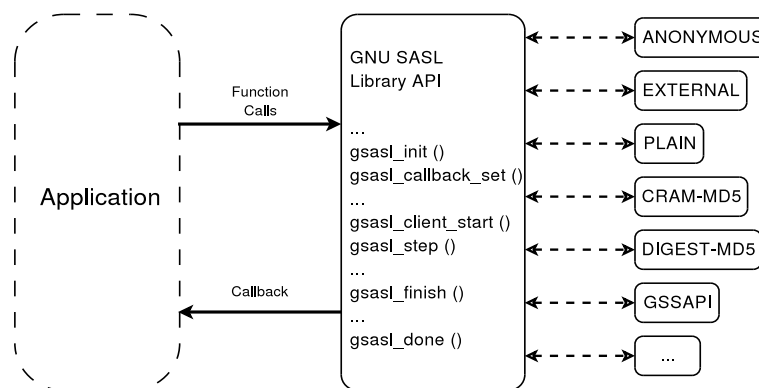 Application
Function
Calls
Callback
GNU SASL
Library API
...
gsasl_init ()
gsasl_callback_set ()
...
gsasl_client_start ()
gsasl_step ()
...
gsasl_finish ()
...
gsasl_done ()
ANONYMOUS
EXTERNAL
PLAIN
CRAM-MD5
DIGEST-MD5
GSSAPI
...